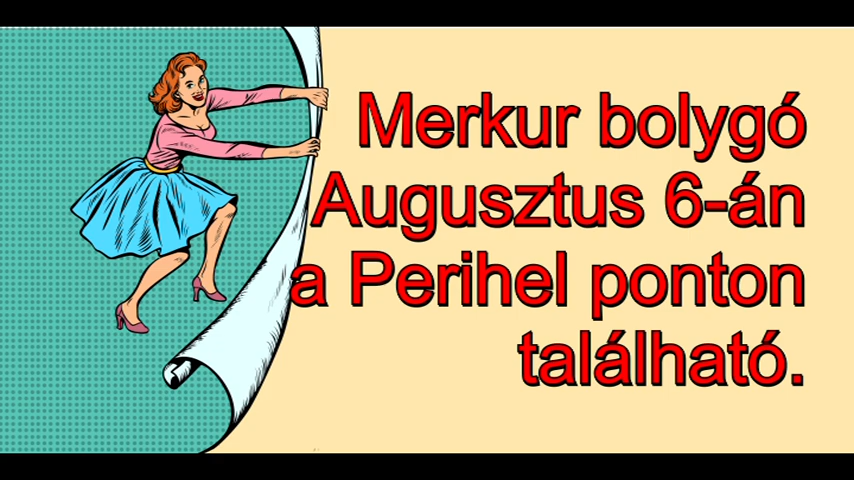 Merkur bolygó
Augusztus 6-án
a Perihel ponton
található.